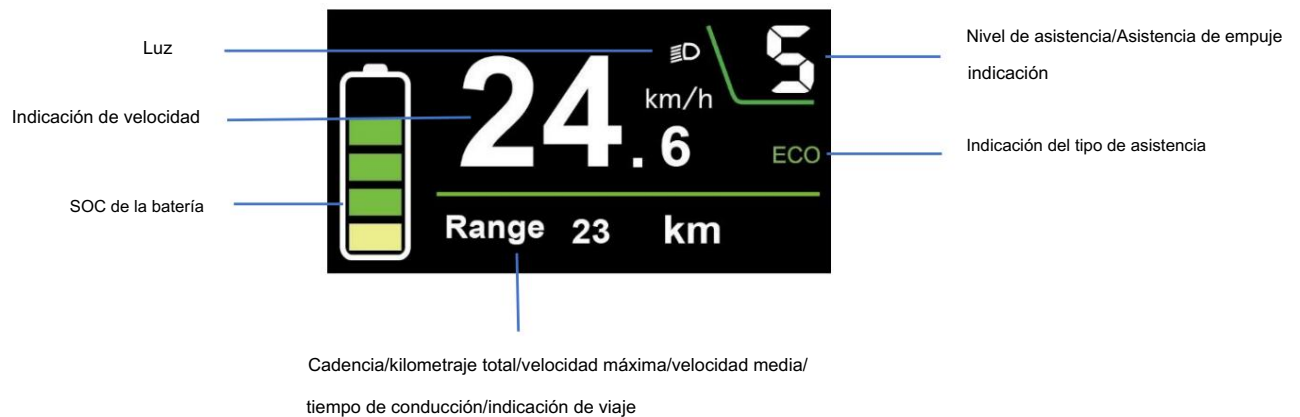 Luz
Indicación de velocidad
SOC de la batería
24.6
km/h
5
ECO
Range 23 km
Nivel de asistencia/Asistencia de empuje
indicación
Indicación del tipo de asistencia
Cadencia/kilometraje total/velocidad máxima/velocidad media/
tiempo de conducción/indicación de viaje